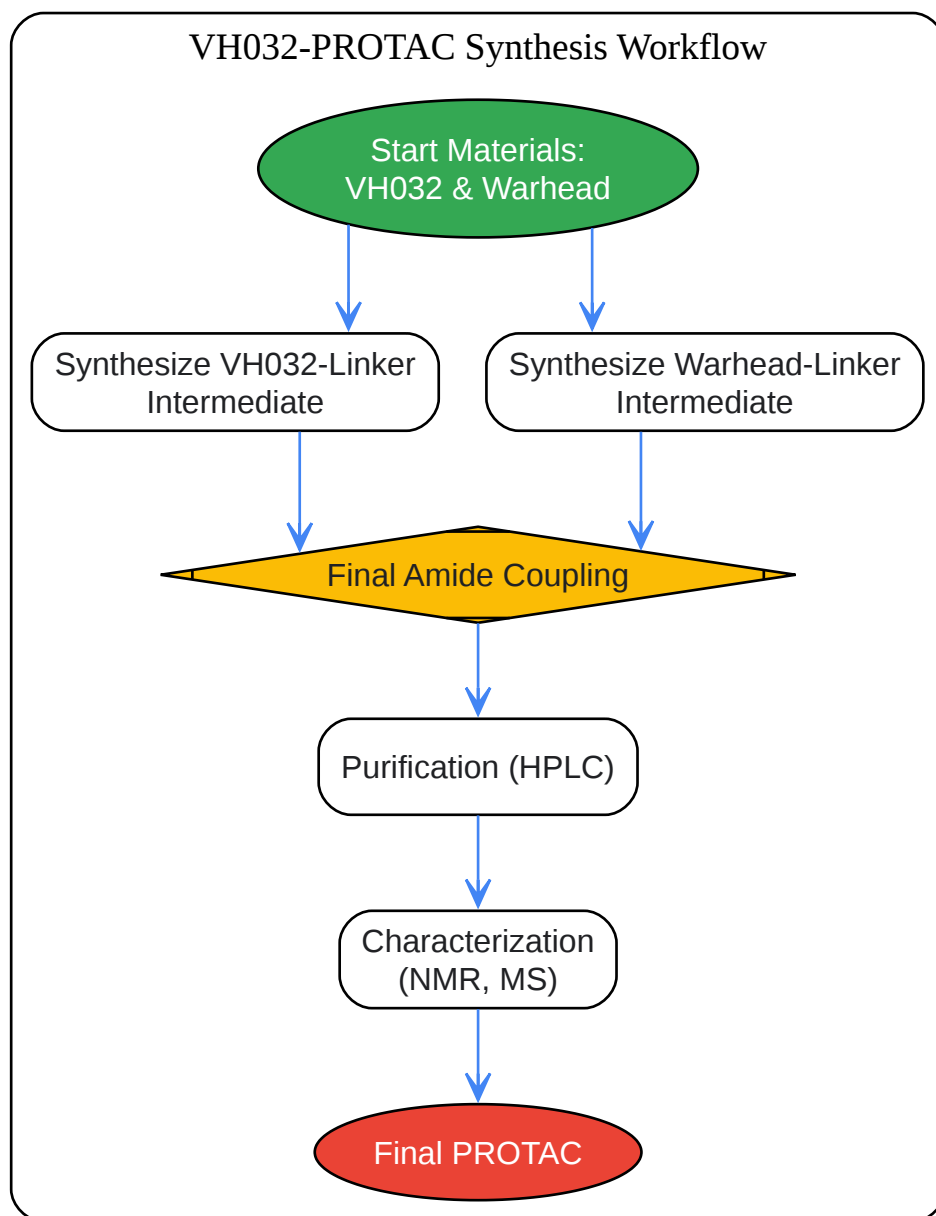 VH032-PROTAC Synthesis Workflow
Start Materials:
VH032 & Warhead
Synthesize VH032-Linker
Intermediate
Synthesize Warhead-Linker
Intermediate
Final Amide Coupling
Purification (HPLC)
Characterization
(NMR, MS)
Final PROTAC